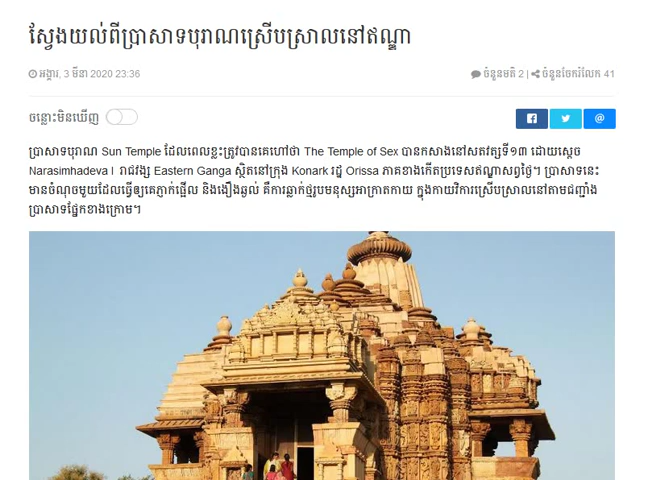 ស្វែងយល់ពីប្រាសាទបុរាណស្រើបស្រាលនៅឥណ្ឌា
អង្គារ, 3 មីនា 2020 23:36
ចំនួនមតិ 2 | ចំនួនចែករំលែក 41
ចន្លោះមិនឃើញ
ប្រាសាទបុរាណ Sun Temple ដែលពេលខ្លះត្រូវបានគេហៅថា The Temple of Sex បានកសាងនៅសតវត្សទី១៣ ដោយស្ដេច
Narasimhadeva I រាជវង្ស Eastern Ganga ស្ថិតនៅក្រុង Konark រដ្ឋ Orissa ភាគខាងកើតប្រទេសឥណ្ឌាសព្វថ្ងៃ។ ប្រាសាទនេះ
មានចំណុចមួយដែលធ្វើឲ្យគេភ្ញាក់ផ្អើល និងងឿងឆ្ងល់ គឺការឆ្លាក់ថ្មរូបមនុស្សអាក្រាតកាយ ក្នុងកាយវិការស្រើបស្រាលនៅតាមជញ្ជាំង
ប្រាសាទផ្នែកខាងក្រោម។